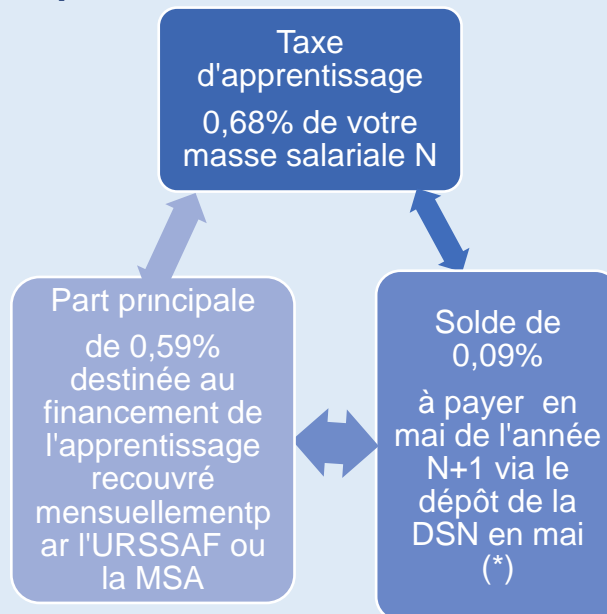 Taxe
d'apprentissage
0,68% de votre
masse salariale N
Part principale
de 0,59%
destinée au
financement de
l'apprentissage
recouvré
mensuellementp
ar l'URSSAF ou
la MSA
Solde de
0,09%
à payer en
mai de l'année
N+1 via le
dépôt de la
DSN en mai
(*)